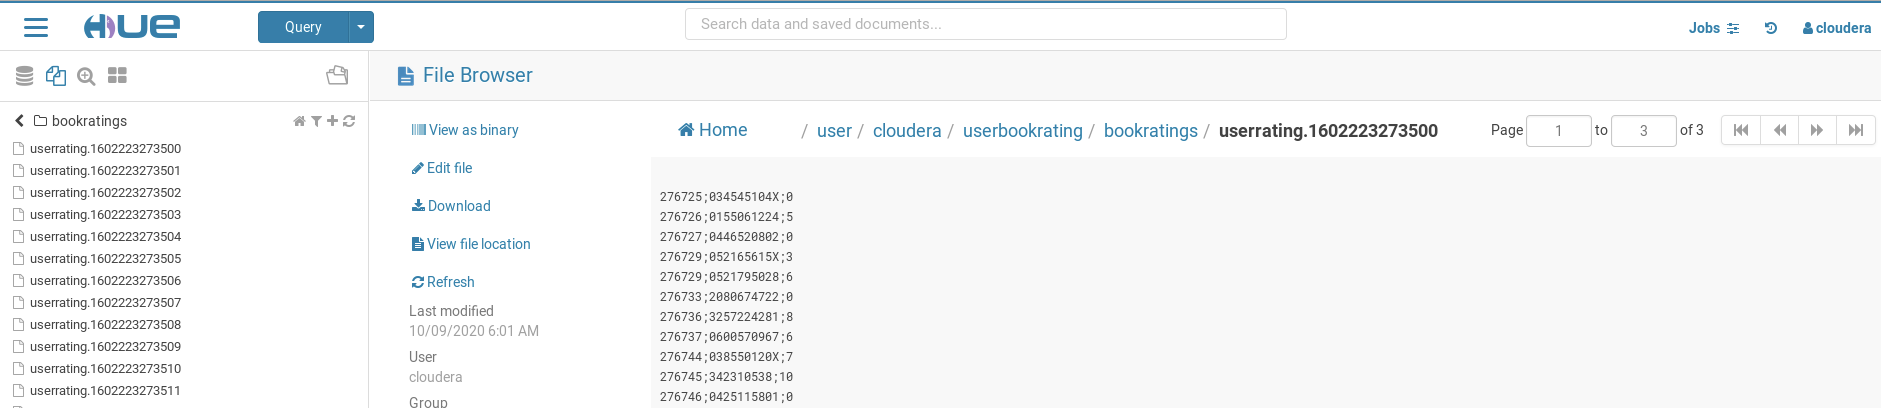 HUE
Query
Search data and saved documents...
Jobs
cloudera
File Browser
bookratings
userrating.1602223273500
userrating.1602223273501
userrating.1602223273502
userrating.1602223273503
userrating.1602223273504
userrating.1602223273505
userrating.1602223273506
userrating.1602223273507
userrating.1602223273508
userrating.1602223273509
userrating.1602223273510
userrating.1602223273511
View as binary
Edit file
Download
View file location
Refresh
Last modified
10/09/2020 6:01 AM
User
cloudera
Group
Home / user / cloudera / userbookrating / bookratings / userrating.1602223273500
Page 1 to 3 of 3
276725;034545104X;0
276726;0155061224;5
276727;0446520802;0
276729;052165615X;3
276729;0521795028;6
276733;2080674722;0
276736;3257224281;8
276737;0600570967;6
276744;038550120X;7
276745;342310538;10
276746;0425115801;0